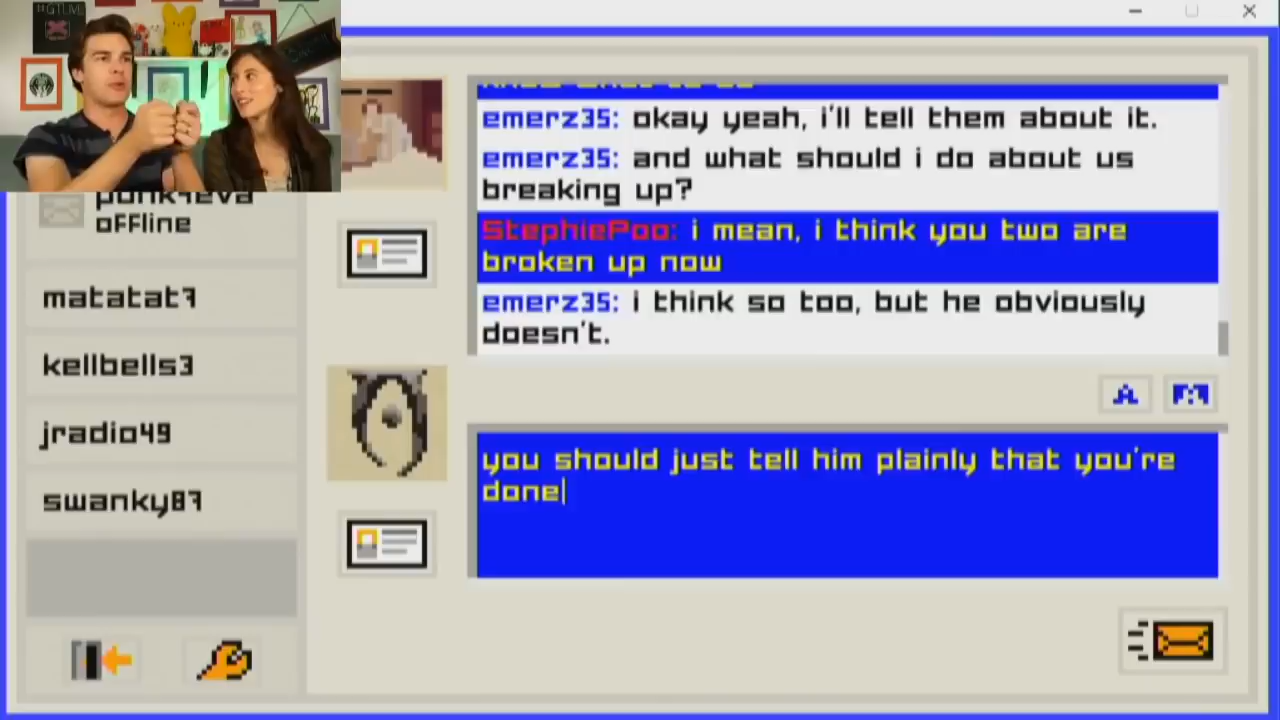 #GTLIVE
emerz35: okay yeah, i'll tell them about it.
emerz35: and what should i do about us
breaking up?
StephiePoo: i mean, i think you two are
broken up now
emerz35: i think so too, but he obviously
doesn't.
punk4eva
offline
matatat7
kellbells3
jradio49
swanky87
A
you should just tell him plainly that you're
done